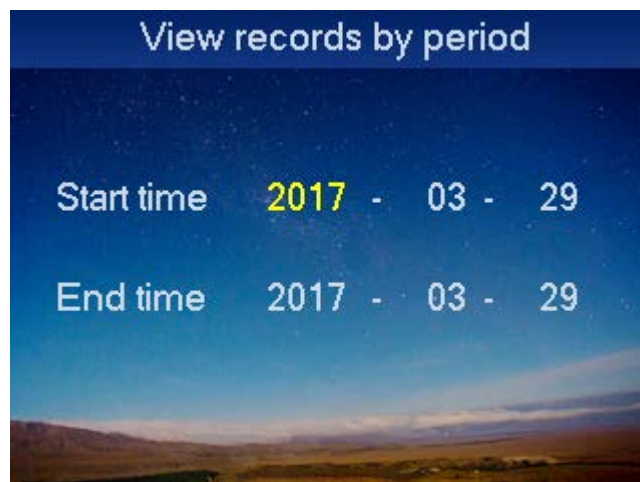 View records by period
Start time 2017 - 03 - 29
End time 2017 - 03 - 29